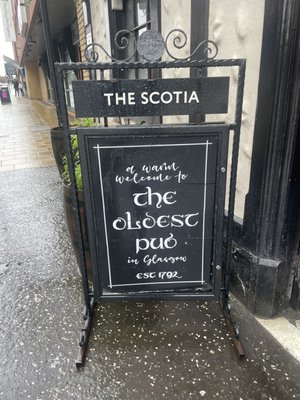 THE SCOTIA
a warm
welcome to
The
oldest
pub
in Glasgow
EST 1792